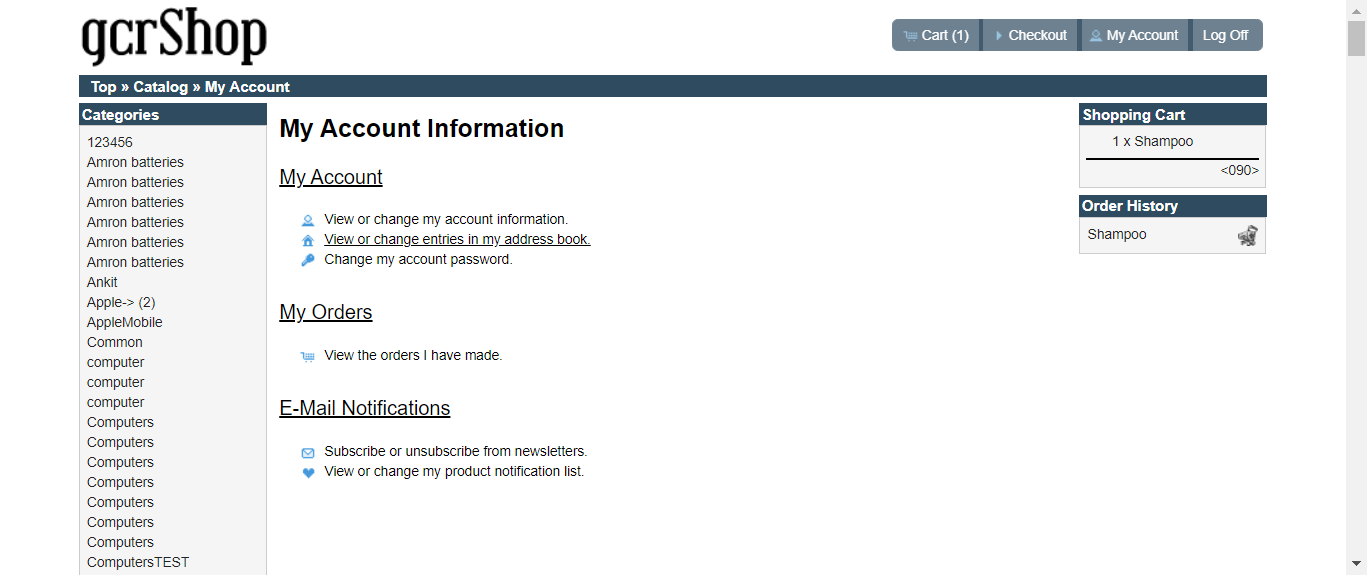 gcrShop
Cart (1) Checkout My Account Log Off
Top » Catalog » My Account
Categories
123456
Amron batteries
Amron batteries
Amron batteries
Amron batteries
Amron batteries
Amron batteries
Ankit
Apple-> (2)
AppleMobile
Common
computer
computer
computer
Computers
Computers
Computers
Computers
Computers
Computers
Computers
ComputersTEST
My Account Information
My Account
View or change my account information.
View or change entries in my address book.
Change my account password.
My Orders
View the orders I have made.
E-Mail Notifications
Subscribe or unsubscribe from newsletters.
View or change my product notification list.
Shopping Cart
1 x Shampoo
<090>
Order History
Shampoo